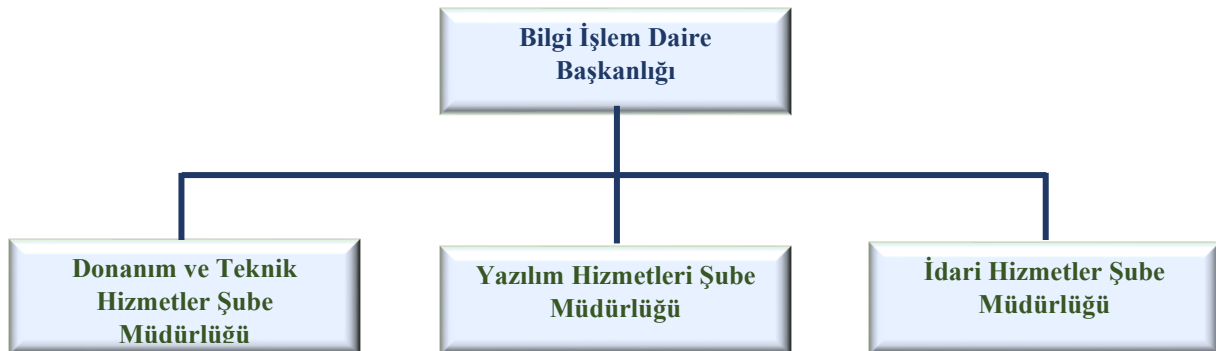 Bilgi İşlem Daire
Başkanlığı
Donanım ve Teknik
Hizmetler Şube
Müdürlüğü
Yazılım Hizmetleri Şube
Müdürlüğü
İdari Hizmetler Şube
Müdürlüğü